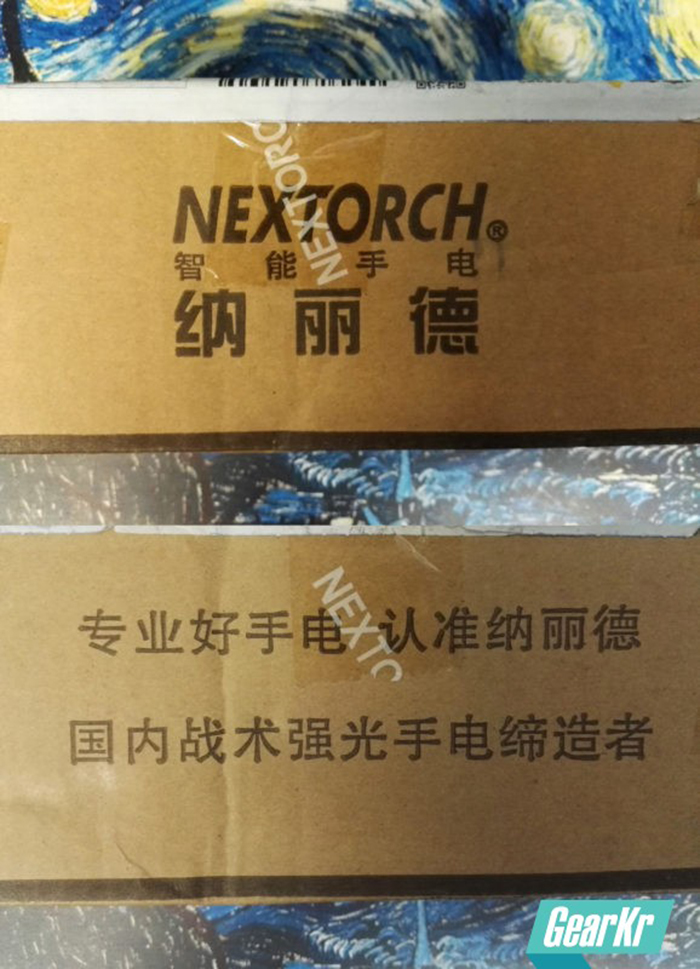 NEXTORCH®
NEXTORCH
智能手电
纳丽德
NEXTO
专业好手电 认准纳丽德
国内战术强光手电缔造者
GearKr